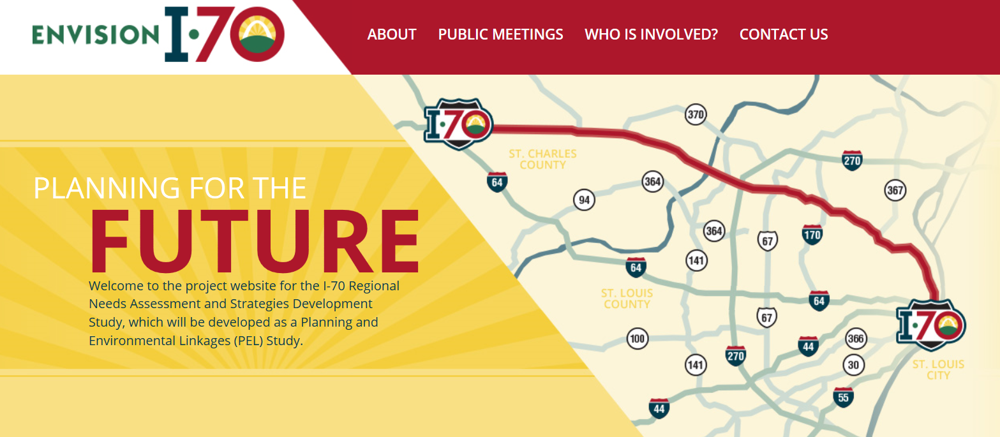 ENVISION I·70
ABOUT PUBLIC MEETINGS WHO IS INVOLVED? CONTACT US
PLANNING FOR THE
FUTURE
Welcome to the project website for the I-70 Regional
Needs Assessment and Strategies Development
Study, which will be developed as a Planning and
Environmental Linkages (PEL) Study.
I·70
370
ST. CHARLES
COUNTY
270
64
364
94
367
364
67
170
141
64
ST. LOUIS
COUNTY
64
67
I·70
100
366
44
270
141
30
ST. LOUIS
CITY
55
44